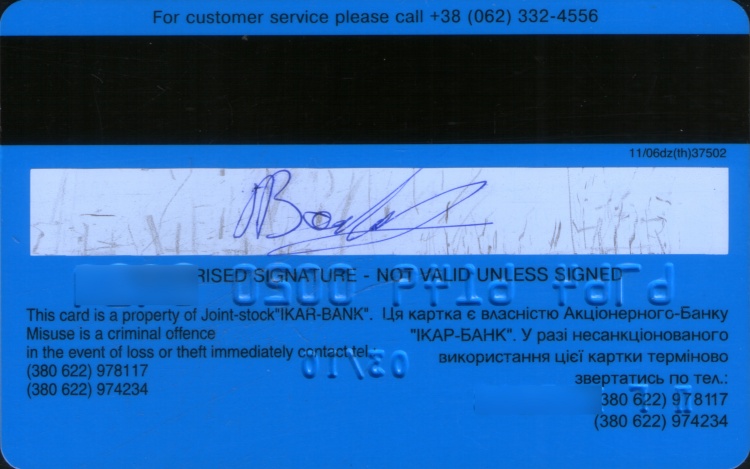 For customer service please call +38 (062) 332-4556
11/06dz(th)37502
RISED SIGNATURE - NOT VALID UNLESS SIGNED
This card is a property of Joint-stock"IKAR-BANK".
Misuse is a criminal offence
in the event of loss or theft immediately contact tel.:
(380 622) 978117
(380 622) 974234
Ця картка є власністю Акціонерного-Банку
"ІКАР-БАНК". У разі несанкціонованого
використання цієї картки терміново
звертатись по тел.:
(380 622) 978117
(380 622) 974234
03/10